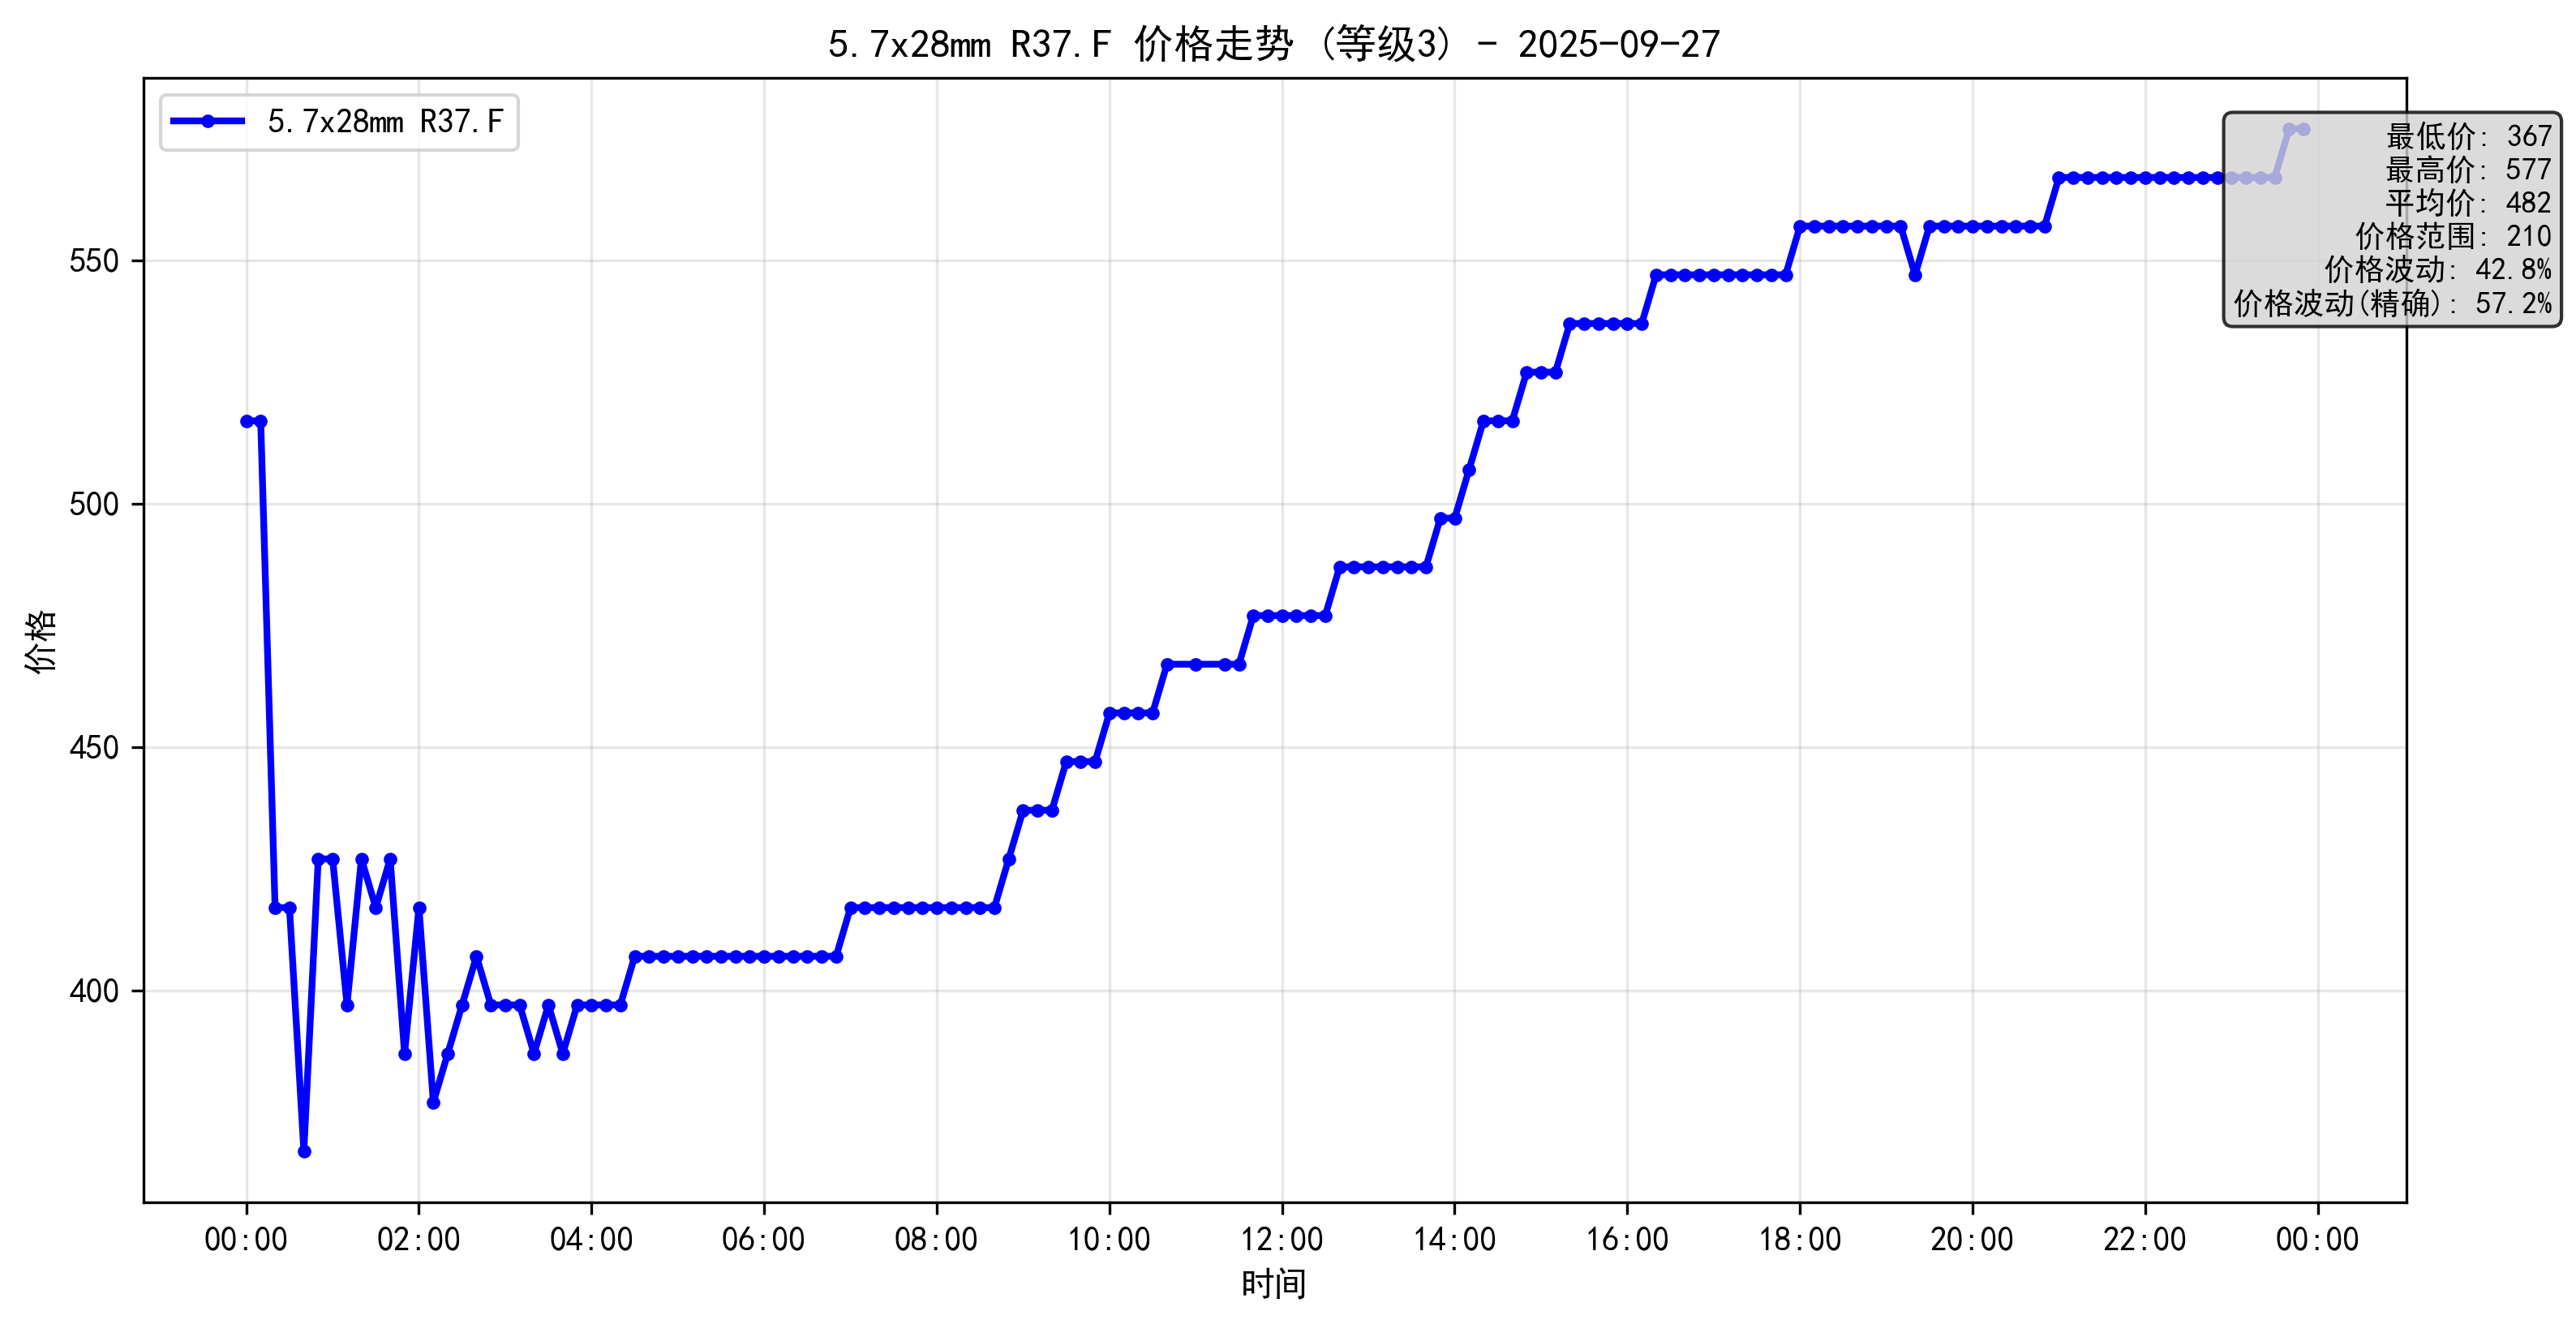 5.7x28mm R37.F 价格走势 (等级3) - 2025-09-27
5.7x28mm R37.F
最低价: 367
最高价: 577
平均价: 482
价格范围: 210
价格波动: 42.8%
价格波动(精确): 57.2%
价格
550
500
450
400
00:00 02:00 04:00 06:00 08:00 10:00 12:00 14:00 16:00 18:00 20:00 22:00 00:00
时间